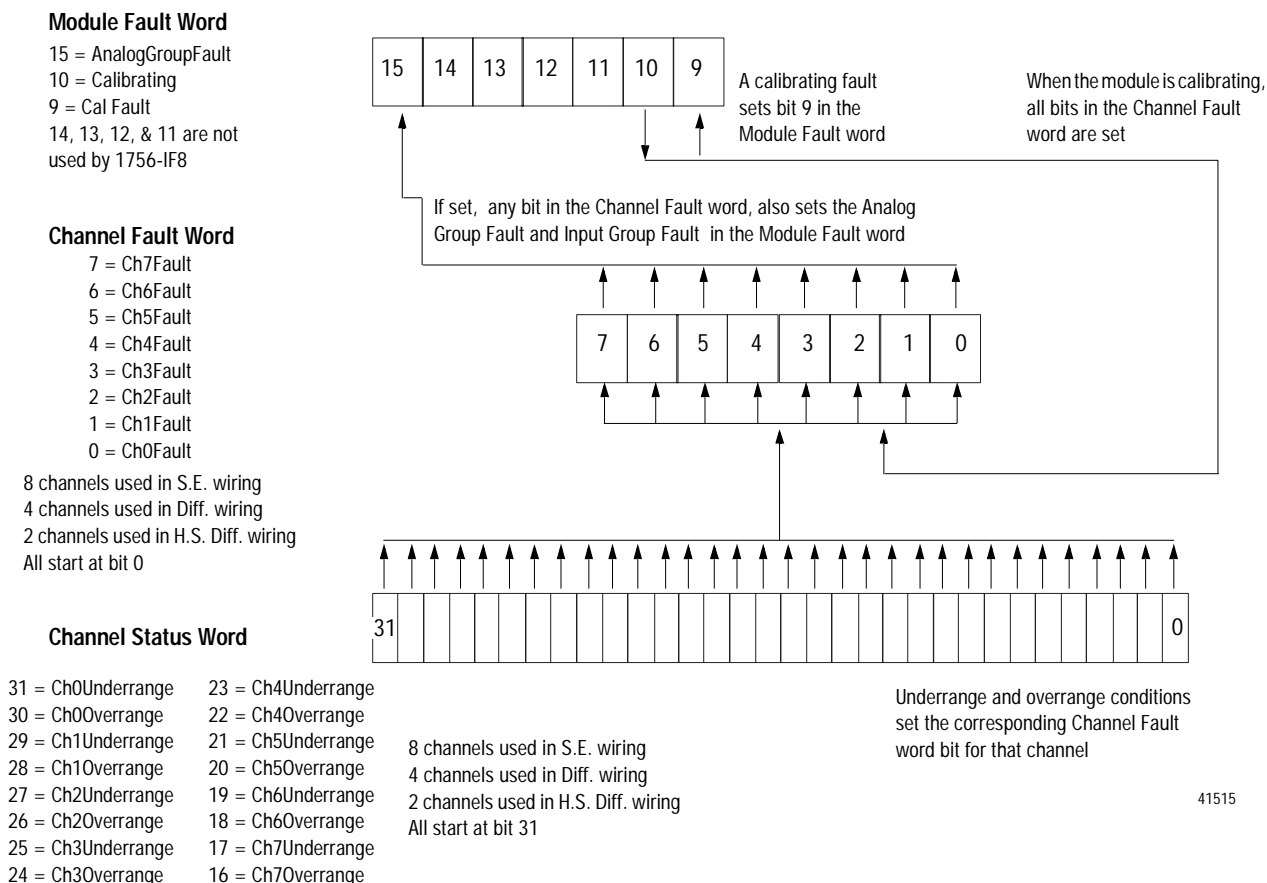 Module Fault Word
15 = AnalogGroupFault
10 = Calibrating
9 = Cal Fault
14, 13, 12, & 11 are not
used by 1756-IF8
15 14 13 12 11 10 9
A calibrating fault
sets bit 9 in the
Module Fault word
When the module is calibrating,
all bits in the Channel Fault
word are set
If set, any bit in the Channel Fault word, also sets the Analog
Group Fault and Input Group Fault in the Module Fault word
Channel Fault Word
7 = Ch7Fault
6 = Ch6Fault
5 = Ch5Fault
4 = Ch4Fault
3 = Ch3Fault
2 = Ch2Fault
1 = Ch1Fault
0 = Ch0Fault
7 6 5 4 3 2 1 0
8 channels used in S.E. wiring
4 channels used in Diff. wiring
2 channels used in H.S. Diff. wiring
All start at bit 0
31 0
Channel Status Word
31 = Ch0Underrange
30 = Ch0Overrange
29 = Ch1Underrange
28 = Ch1Overrange
27 = Ch2Underrange
26 = Ch2Overrange
25 = Ch3Underrange
24 = Ch3Overrange
23 = Ch4Underrange
22 = Ch4Overrange
21 = Ch5Underrange
20 = Ch5Overrange
19 = Ch6Underrange
18 = Ch6Overrange
17 = Ch7Underrange
16 = Ch7Overrange
8 channels used in S.E. wiring
4 channels used in Diff. wiring
2 channels used in H.S. Diff. wiring
All start at bit 31
Underrange and overrange conditions
set the corresponding Channel Fault
word bit for that channel
41515